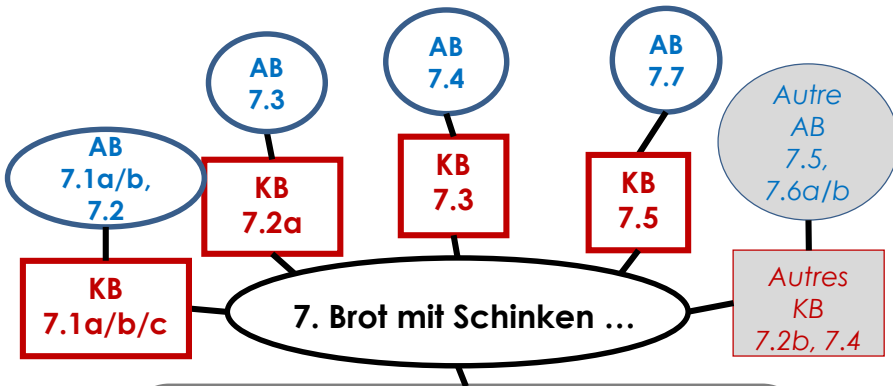 AB
7.1a/b,
7.2
AB
7.3
AB
7.4
AB
7.7
Autre
AB
7.5,
7.6a/b
KB
7.1a/b/c
KB
7.2a
KB
7.3
KB
7.5
Autres
KB
7.2b, 7.4
7. Brot mit Schinken ...